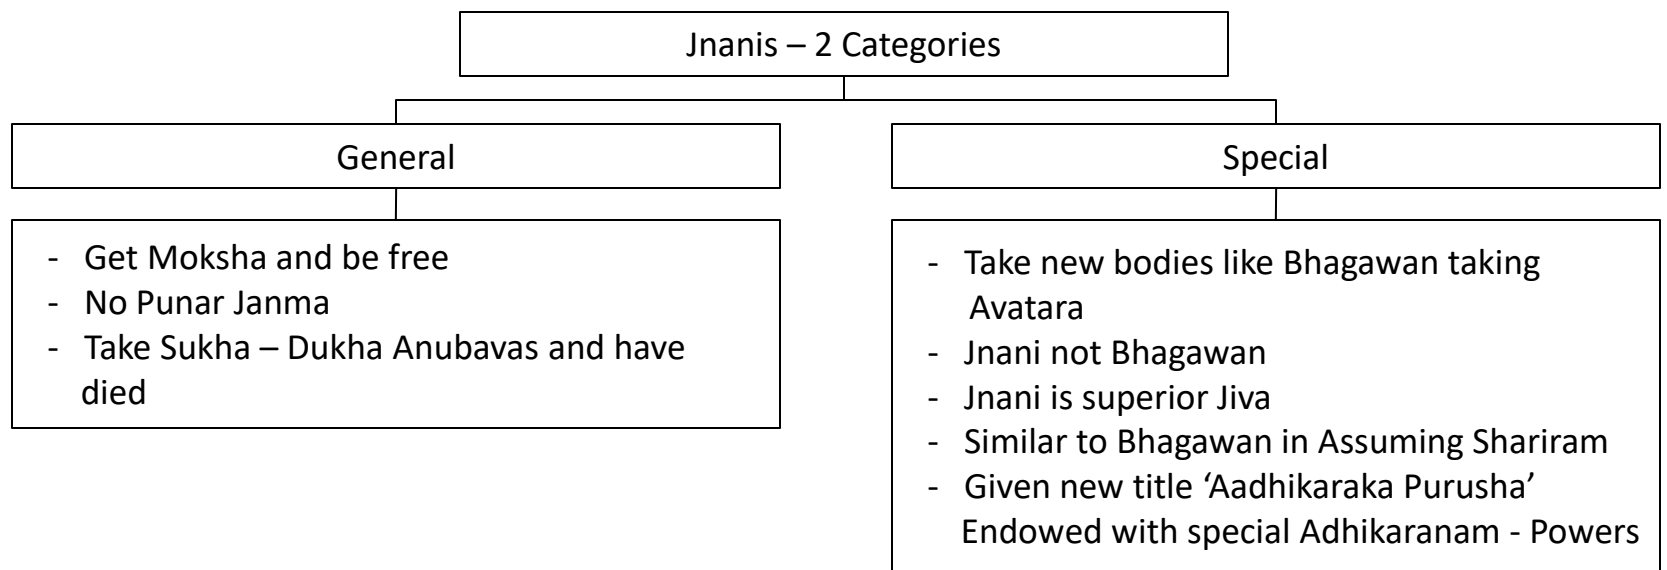 Jnanis – 2 Categories
General
- Get Moksha and be free
- No Punar Janma
- Take Sukha – Dukha Anubavas and have
died
Special
- Take new bodies like Bhagawan taking
Avatara
- Jnani not Bhagawan
- Jnani is superior Jiva
- Similar to Bhagawan in Assuming Shariram
- Given new title ‘Aadhikaraka Purusha’
Endowed with special Adhikaranam - Powers